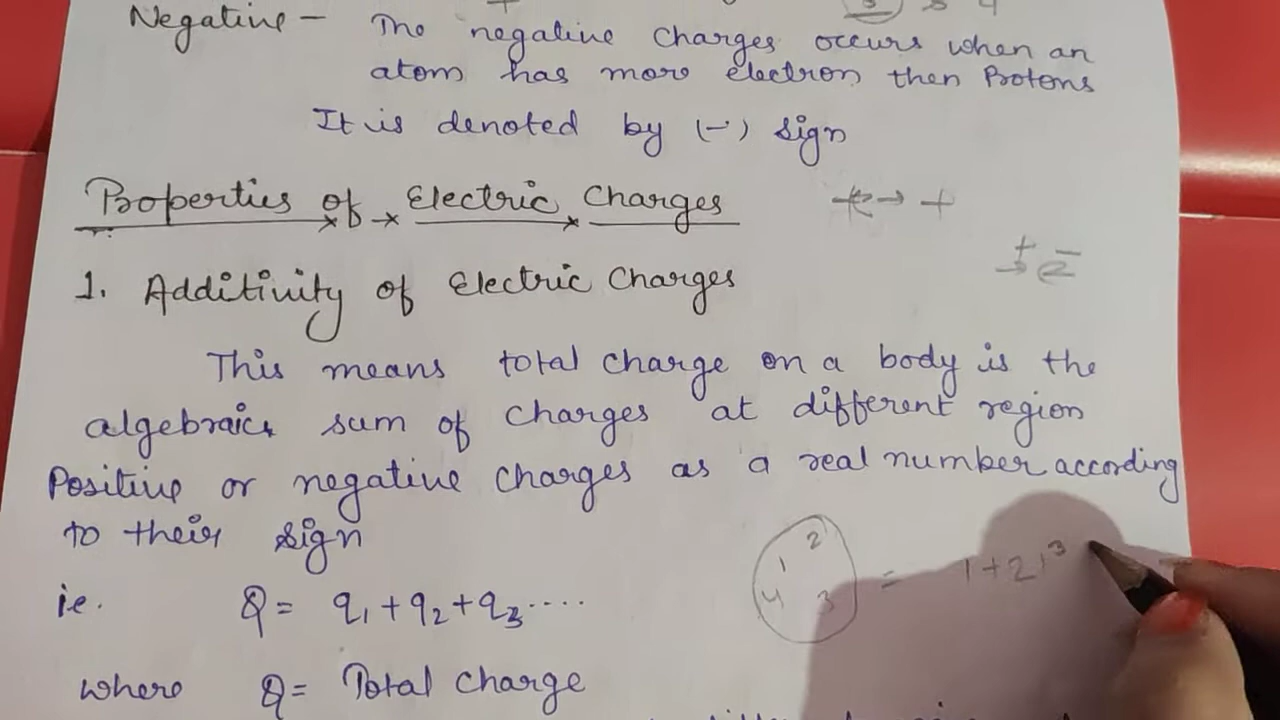 Negative - The negative charges occurs when an
atom has more electron then Protons
It is denoted by (-) sign
Properties of Electric Charges
1. Additivity of Electric Charges
This means total charge on a body is the
algebraic sum of charges at different region
Positive or negative charges as a real number according
to their sign
1 2 4 3 = 1+2+3
ie. Q = q1 + q2 + q3 ....
where Q = Total charge